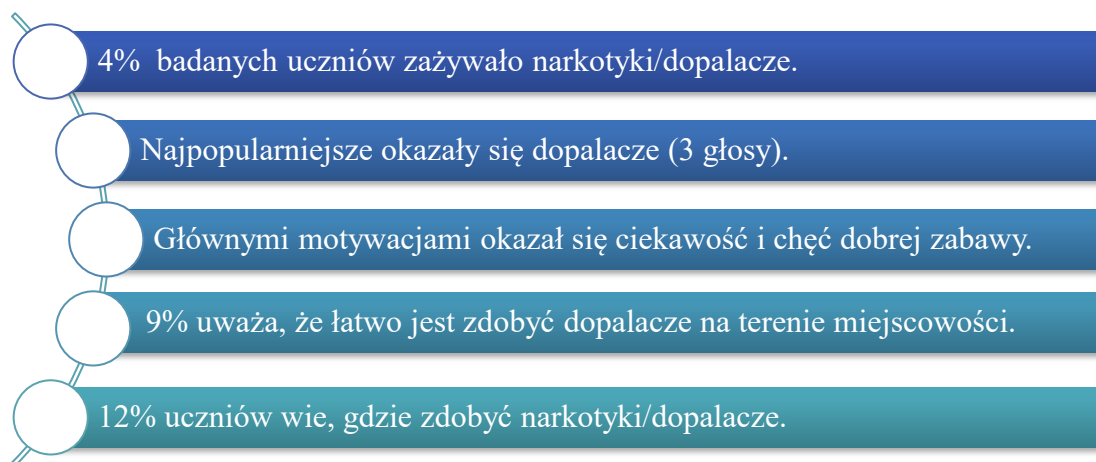 4% badanych uczniów zażywało narkotyki/dopalacze.
Najpopularniejsze okazały się dopalacze (3 głosy).
Głównymi motywacjami okazał się ciekawość i chęć dobrej zabawy.
9% uważa, że łatwo jest zdobyć dopalacze na terenie miejscowości.
12% uczniów wie, gdzie zdobyć narkotyki/dopalacze.